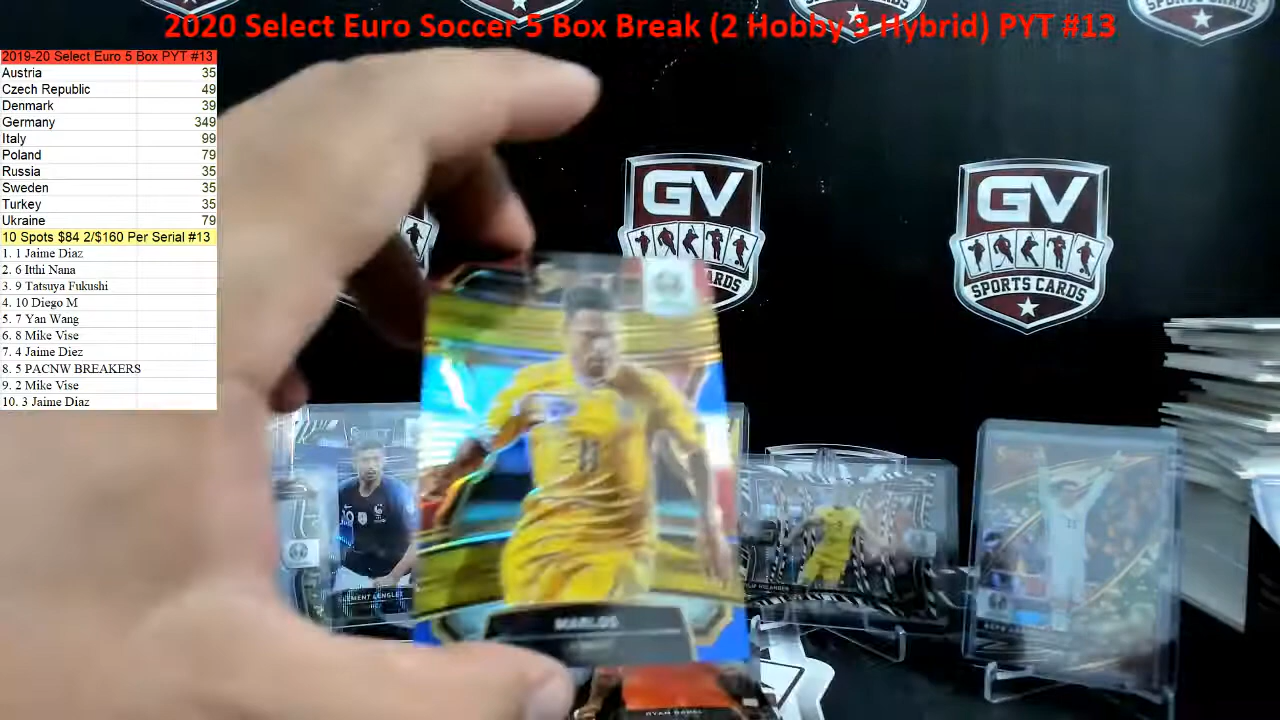 2020 Select Euro Soccer 5 Box Break (2 Hobby 3 Hybrid) PYT #13
2019-20 Select Euro 5 Box PYT #13
Austria 35
Czech Republic 49
Denmark 39
Germany 349
Italy 99
Poland 79
Russia 35
Sweden 35
Turkey 35
Ukraine 79
10 Spots $84 2/$160 Per Serial #13
1. 1 Jaime Diaz
2. 6 Itthi Nana
3. 9 Tatsuya Fukushi
4. 10 Diego M
5. 7 Yan Wang
6. 8 Mike Vise
7. 4 Jaime Diez
8. 5 PACNW BREAKERS
9. 2 Mike Vise
10. 3 Jaime Diaz
SPORTS CARDS
GV
CARDS
GV
SPORTS CARDS
MARLOS
CLEMENT LENGLET
RYAN BABEL